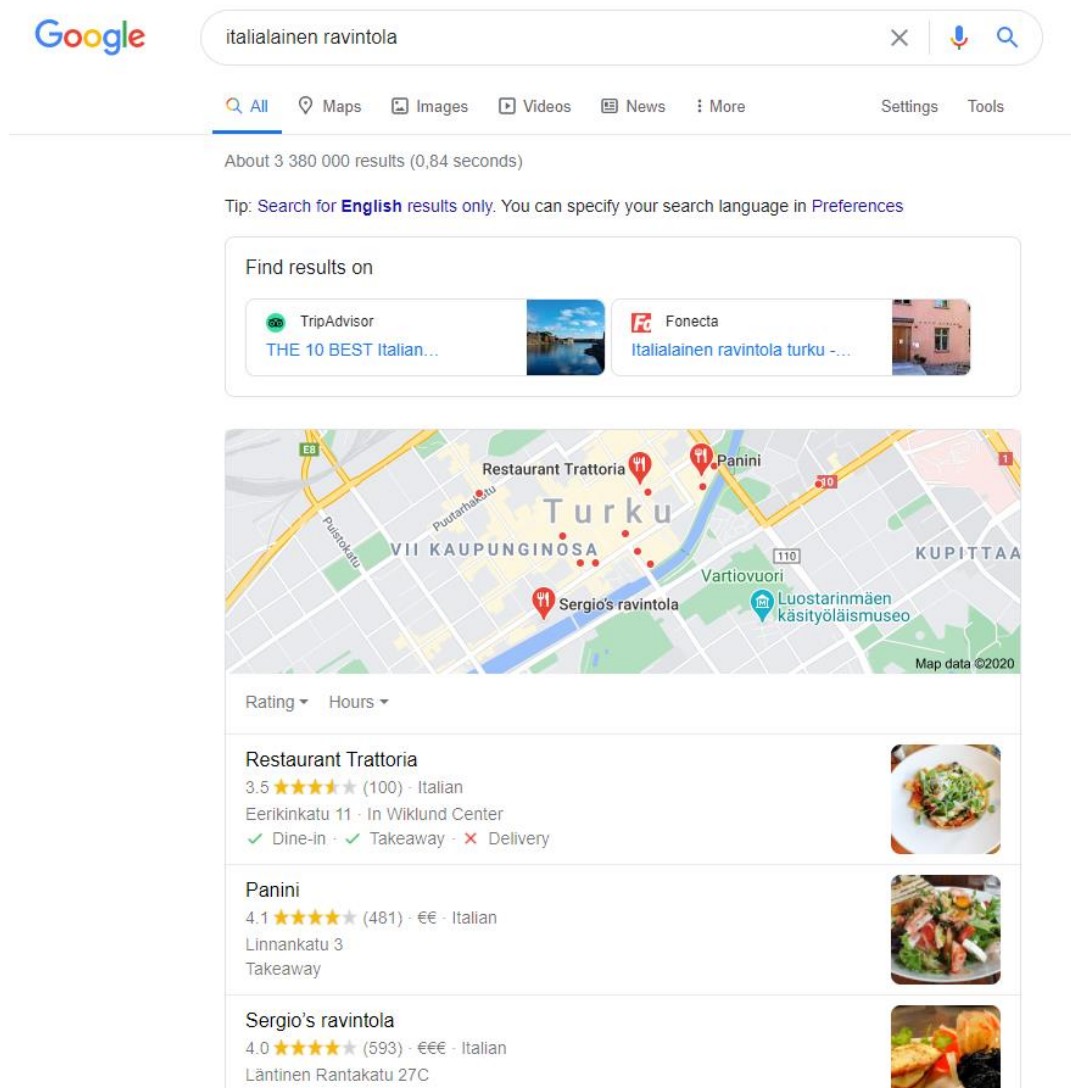 Google
italialainen ravintola
All Maps Images Videos News More Settings Tools
About 3 380 000 results (0,84 seconds)
Tip: Search for English results only. You can specify your search language in Preferences
Find results on
TripAdvisor
THE 10 BEST Italian...
Fonecta
Italialainen ravintola turku -...
E8
Restaurant Trattoria
Panini
1
10
Puutarhakatu
Puistokatu
Turku
VII KAUPUNGINOSA
110
KUPITTAA
Vartiovuori
Sergio's ravintola
Luostarinmäen
käsityöläismuseo
Map data ©2020
Rating Hours
Restaurant Trattoria
3.5 (100) · Italian
Eerikinkatu 11 · In Wiklund Center
Dine-in · Takeaway · Delivery
Panini
4.1 (481) · €€ · Italian
Linnankatu 3
Takeaway
Sergio's ravintola
4.0 (593) · €€€ · Italian
Läntinen Rantakatu 27C